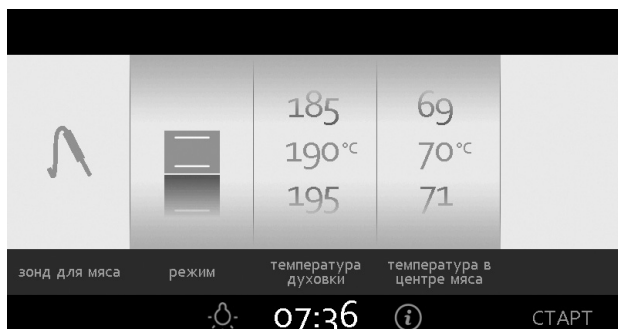 185 69
190 °C 70 °C
195 71
зонд для мяса режим температура духовки температура в центре мяса
07:36 i СТАРТ